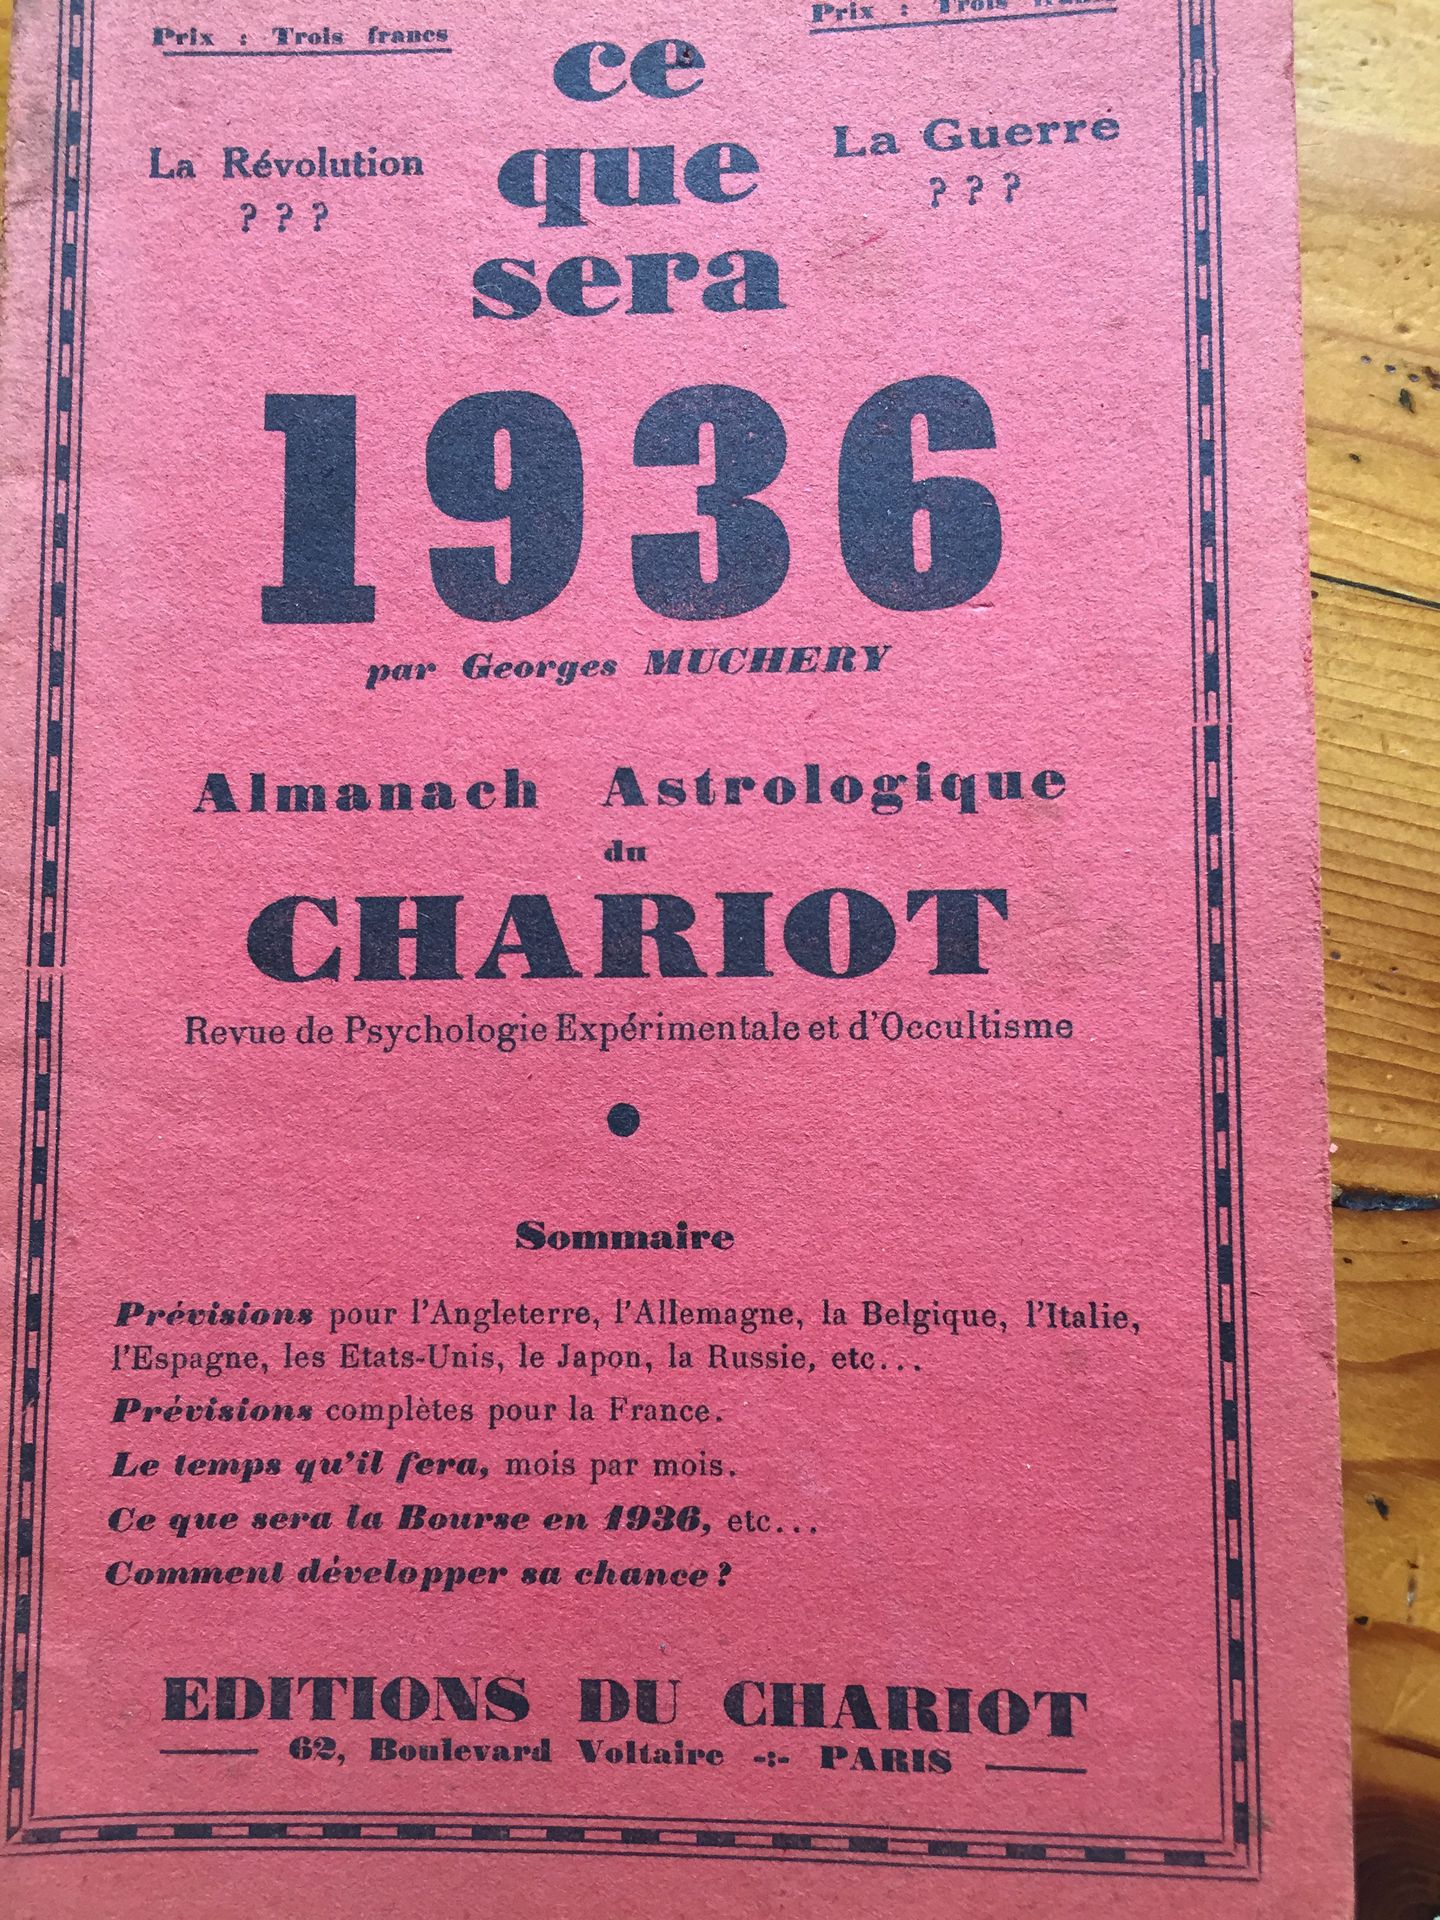 Prix : Trois francs
Prix : Trois francs
ce
que
sera
La Révolution
? ? ?
La Guerre
? ? ?
1936
par Georges MUCHERY
Almanach Astrologique
du
CHARIOT
Revue de Psychologie Expérimentale et d'Occultisme
Sommaire
Prévisions pour l'Angleterre, l'Allemagne, la Belgique, l'Italie,
l'Espagne, les Etats-Unis, le Japon, la Russie, etc...
Prévisions complètes pour la France.
Le temps qu'il fera, mois par mois.
Ce que sera la Bourse en 1936, etc...
Comment développer sa chance ?
EDITIONS DU CHARIOT
62, Boulevard Voltaire -:- PARIS